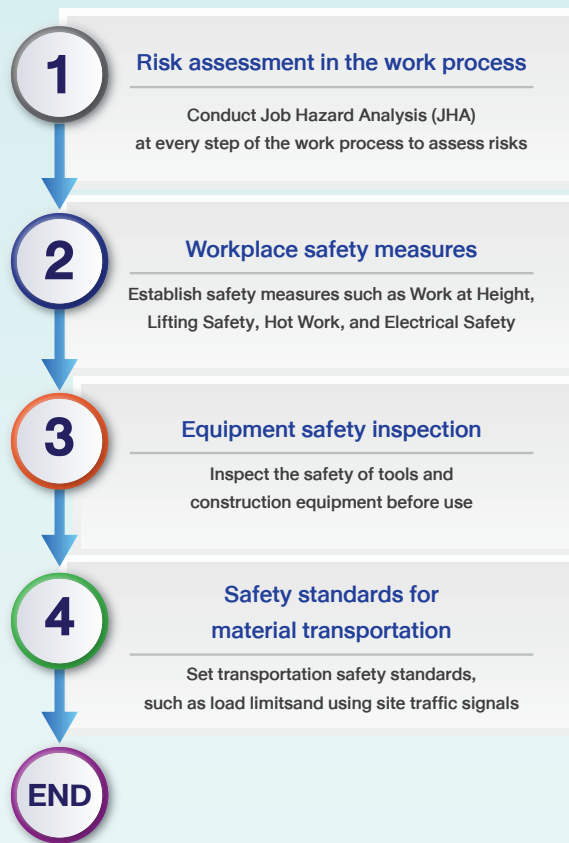 1
Risk assessment in the work process
Conduct Job Hazard Analysis (JHA)
at every step of the work process to assess risks
2
Workplace safety measures
Establish safety measures such as Work at Height,
Lifting Safety, Hot Work, and Electrical Safety
3
Equipment safety inspection
Inspect the safety of tools and
construction equipment before use
4
Safety standards for
material transportation
Set transportation safety standards,
such as load limitsand using site traffic signals
END